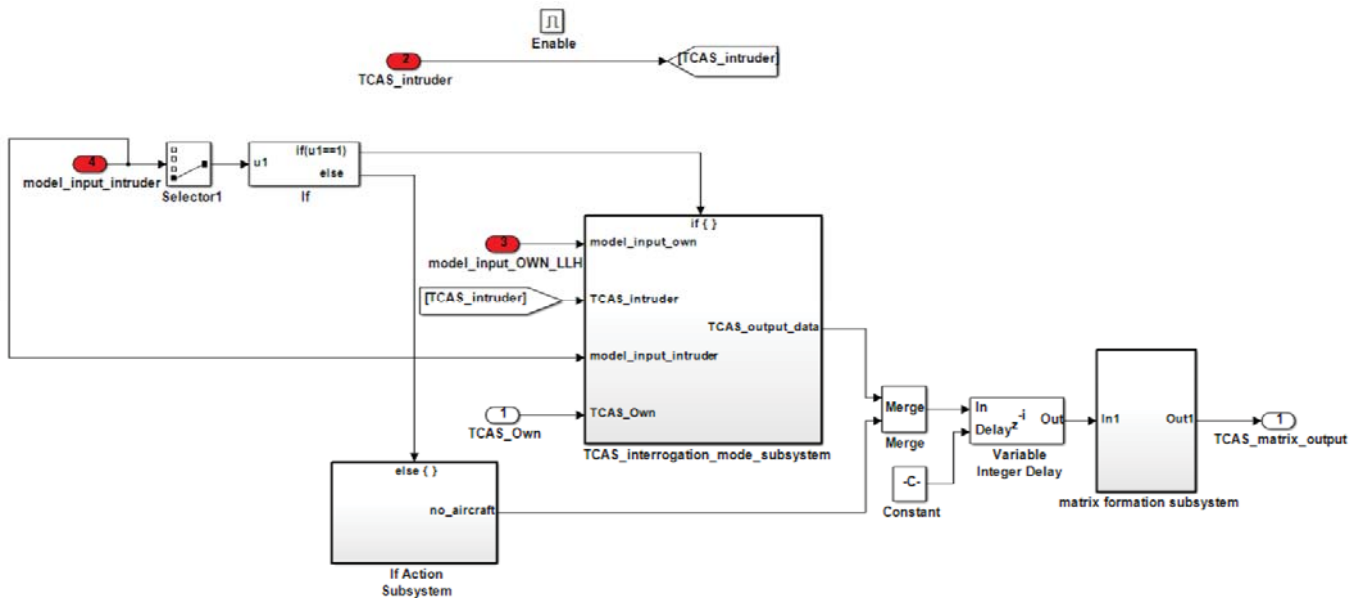 Enable
2
TCAS_intruder
[TCAS_intruder]
4
model_input_intruder
Selector1
u1
if(u1==1)
else
If
if { }
3
model_input_OWN_LLH
model_input_own
[TCAS_intruder]
TCAS_intruder
TCAS_output_data
model_input_intruder
1
TCAS_Own
TCAS_Own
TCAS_interrogation_mode_subsystem
else { }
no_aircraft
If Action
Subsystem
Merge
Merge
-C-
Constant
In
Delay
z
-i
Out
Variable
Integer Delay
In1
Out1
matrix formation subsystem
1
TCAS_matrix_output